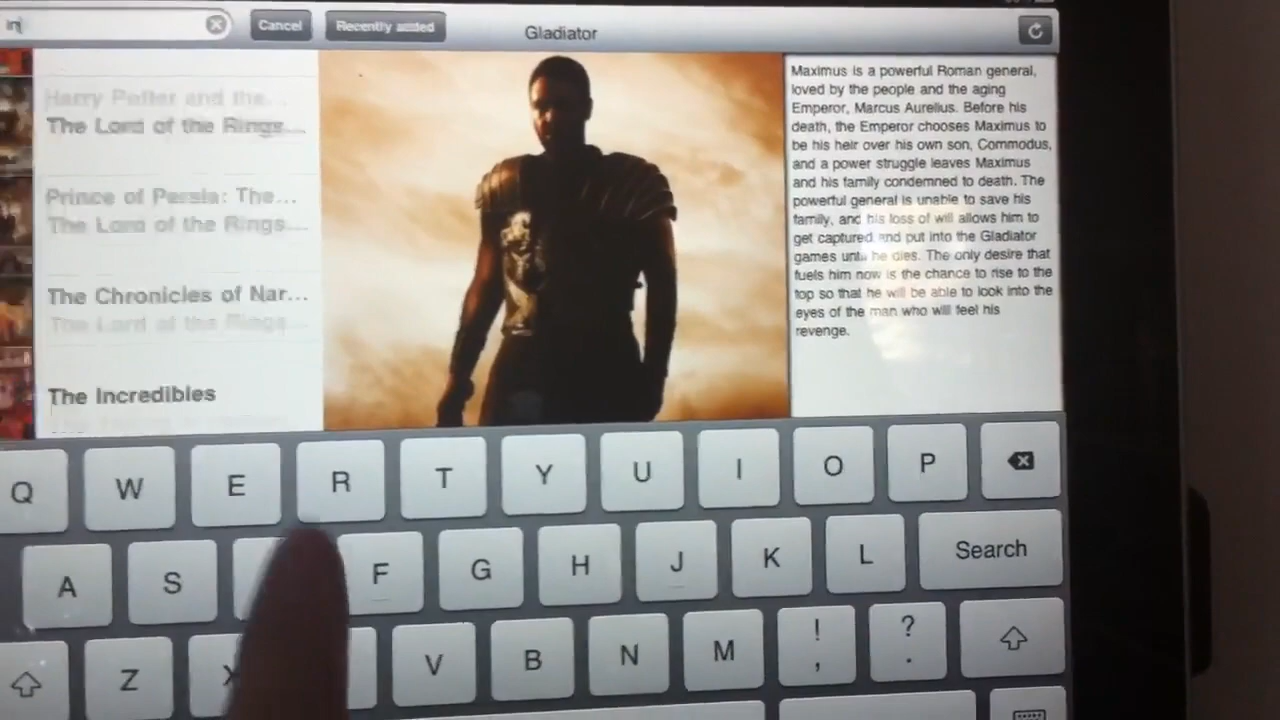 in
Cancel
Recently added
Gladiator
Harry Potter and the...
The Lord of the Rings...
Prince of Persia: The...
The Lord of the Rings...
The Chronicles of Nar...
The Lord of the Rings...
The Incredibles
Maximus is a powerful Roman general,
loved by the people and the aging
Emperor, Marcus Aurelius. Before his
death, the Emperor chooses Maximus to
be his heir over his own son, Commodus,
and a power struggle leaves Maximus
and his family condemned to death. The
powerful general is unable to save his
family, and his loss of will allows him to
get captured and put into the Gladiator
games until he dies. The only desire that
fuels him now is the chance to rise to the
top so that he will be able to look into the
eyes of the man who will feel his
revenge.
Q W E R T Y U I O P
A S F G H J K L Search
Z X V B N M ! , ? .